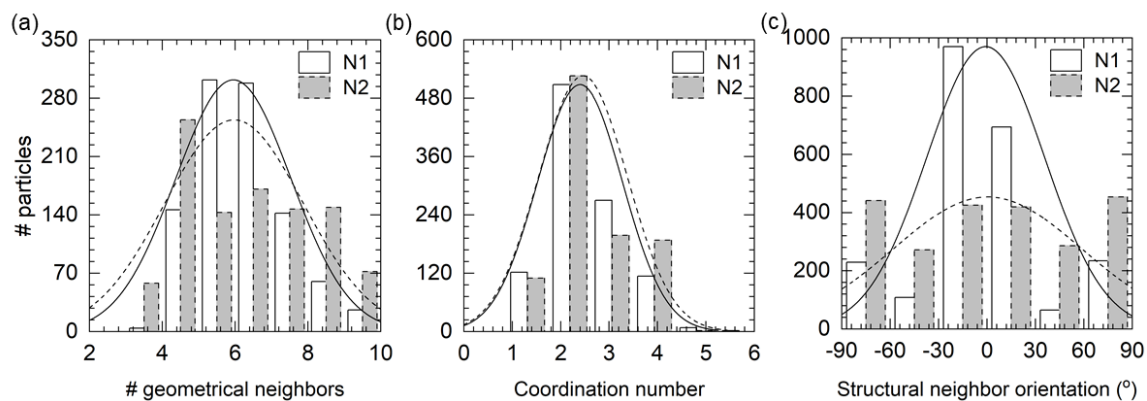 (a)
# particles
350
280
210
140
70
0
2
4
6
8
10
# geometrical neighbors
N1
N2
(b)
600
480
360
240
120
0
0
1
2
3
4
5
6
Coordination number
N1
N2
(c)
1000
800
600
400
200
0
-90
-60
-30
0
30
60
90
Structural neighbor orientation (º)
N1
N2